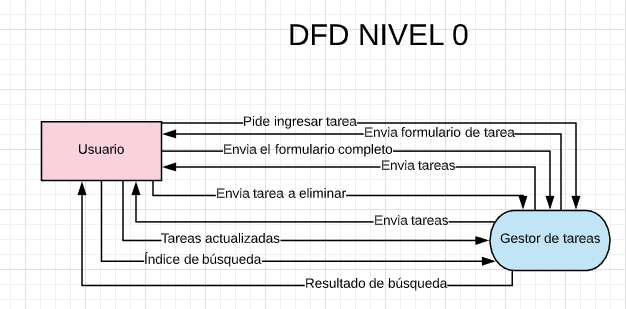 DFD NIVEL 0
Pide ingresar tarea
Envia formulario de tarea
Usuario
Envia el formulario completo
Envia tareas
Envia tarea a eliminar
Envia tareas
Tareas actualizadas
Gestor de tareas
Índice de búsqueda
Resultado de búsqueda